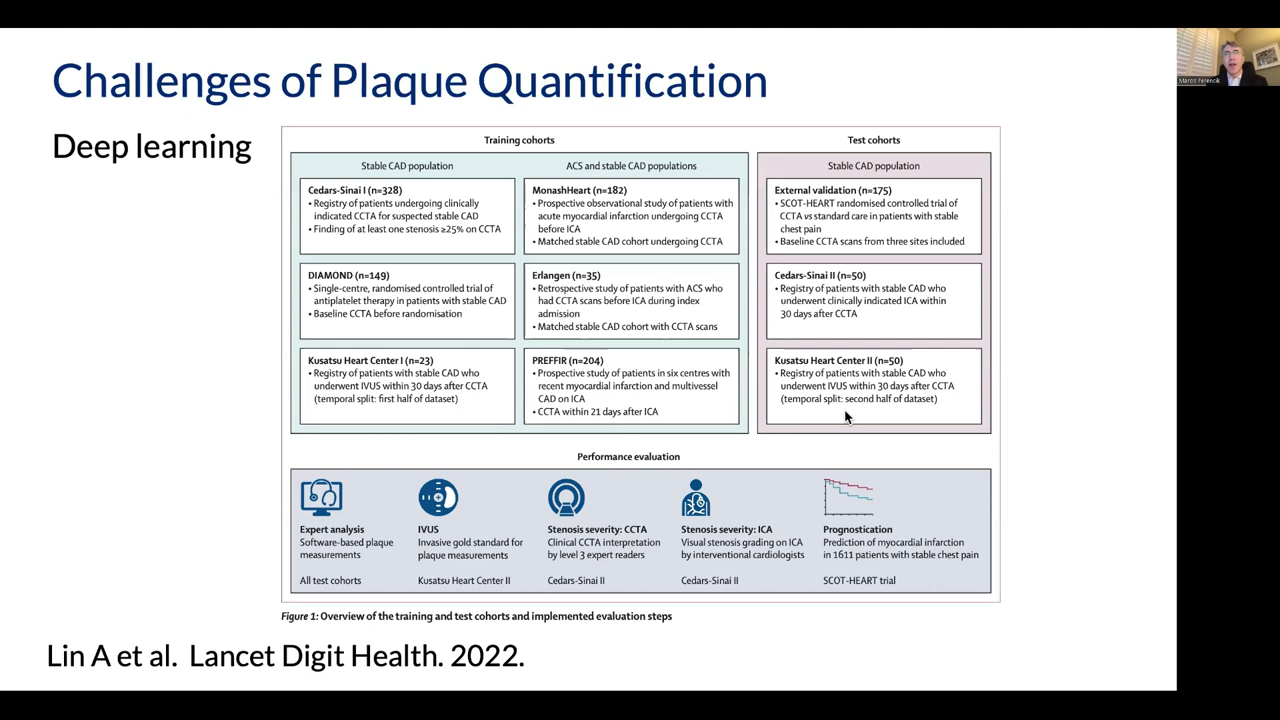 Challenges of Plaque Quantification
Deep learning
Training cohorts
Stable CAD population
Cedars-Sinai I (n=328)
• Registry of patients undergoing clinically
indicated CCTA for suspected stable CAD
• Finding of at least one stenosis ≥25% on CCTA
DIAMOND (n=149)
• Single-centre, randomised controlled trial of
antiplatelet therapy in patients with stable CAD
• Baseline CCTA before randomisation
Kusatsu Heart Center I (n=23)
• Registry of patients with stable CAD who
underwent IVUS within 30 days after CCTA
(temporal split: first half of dataset)
ACS and stable CAD populations
MonashHeart (n=182)
• Prospective observational study of patients with
acute myocardial infarction undergoing CCTA
before ICA
• Matched stable CAD cohort undergoing CCTA
Erlangen (n=35)
• Retrospective study of patients with ACS who
had CCTA scans before ICA during index
admission
• Matched stable CAD cohort with CCTA scans
PREFFIR (n=204)
• Prospective study of patients in six centres with
recent myocardial infarction and multivessel
CAD on ICA
• CCTA within 21 days after ICA
Test cohorts
Stable CAD population
External validation (n=175)
• SCOT-HEART randomised controlled trial of
CCTA vs standard care in patients with stable
chest pain
• Baseline CCTA scans from three sites included
Cedars-Sinai II (n=50)
• Registry of patients with stable CAD who
underwent clinically indicated ICA within
30 days after CCTA
Kusatsu Heart Center II (n=50)
• Registry of patients with stable CAD who
underwent IVUS within 30 days after CCTA
(temporal split: second half of dataset)
Performance evaluation
Expert analysis
Software-based plaque
measurements
All test cohorts
IVUS
Invasive gold standard for
plaque measurements
Kusatsu Heart Center II
Stenosis severity: CCTA
Clinical CCTA interpretation
by level 3 expert readers
Cedars-Sinai II
Stenosis severity: ICA
Visual stenosis grading on ICA
by interventional cardiologists
Cedars-Sinai II
Prognostication
Prediction of myocardial infarction
in 1611 patients with stable chest pain
SCOT-HEART trial
Figure 1: Overview of the training and test cohorts and implemented evaluation steps
Lin A et al. Lancet Digit Health. 2022.
Maros Ferencik